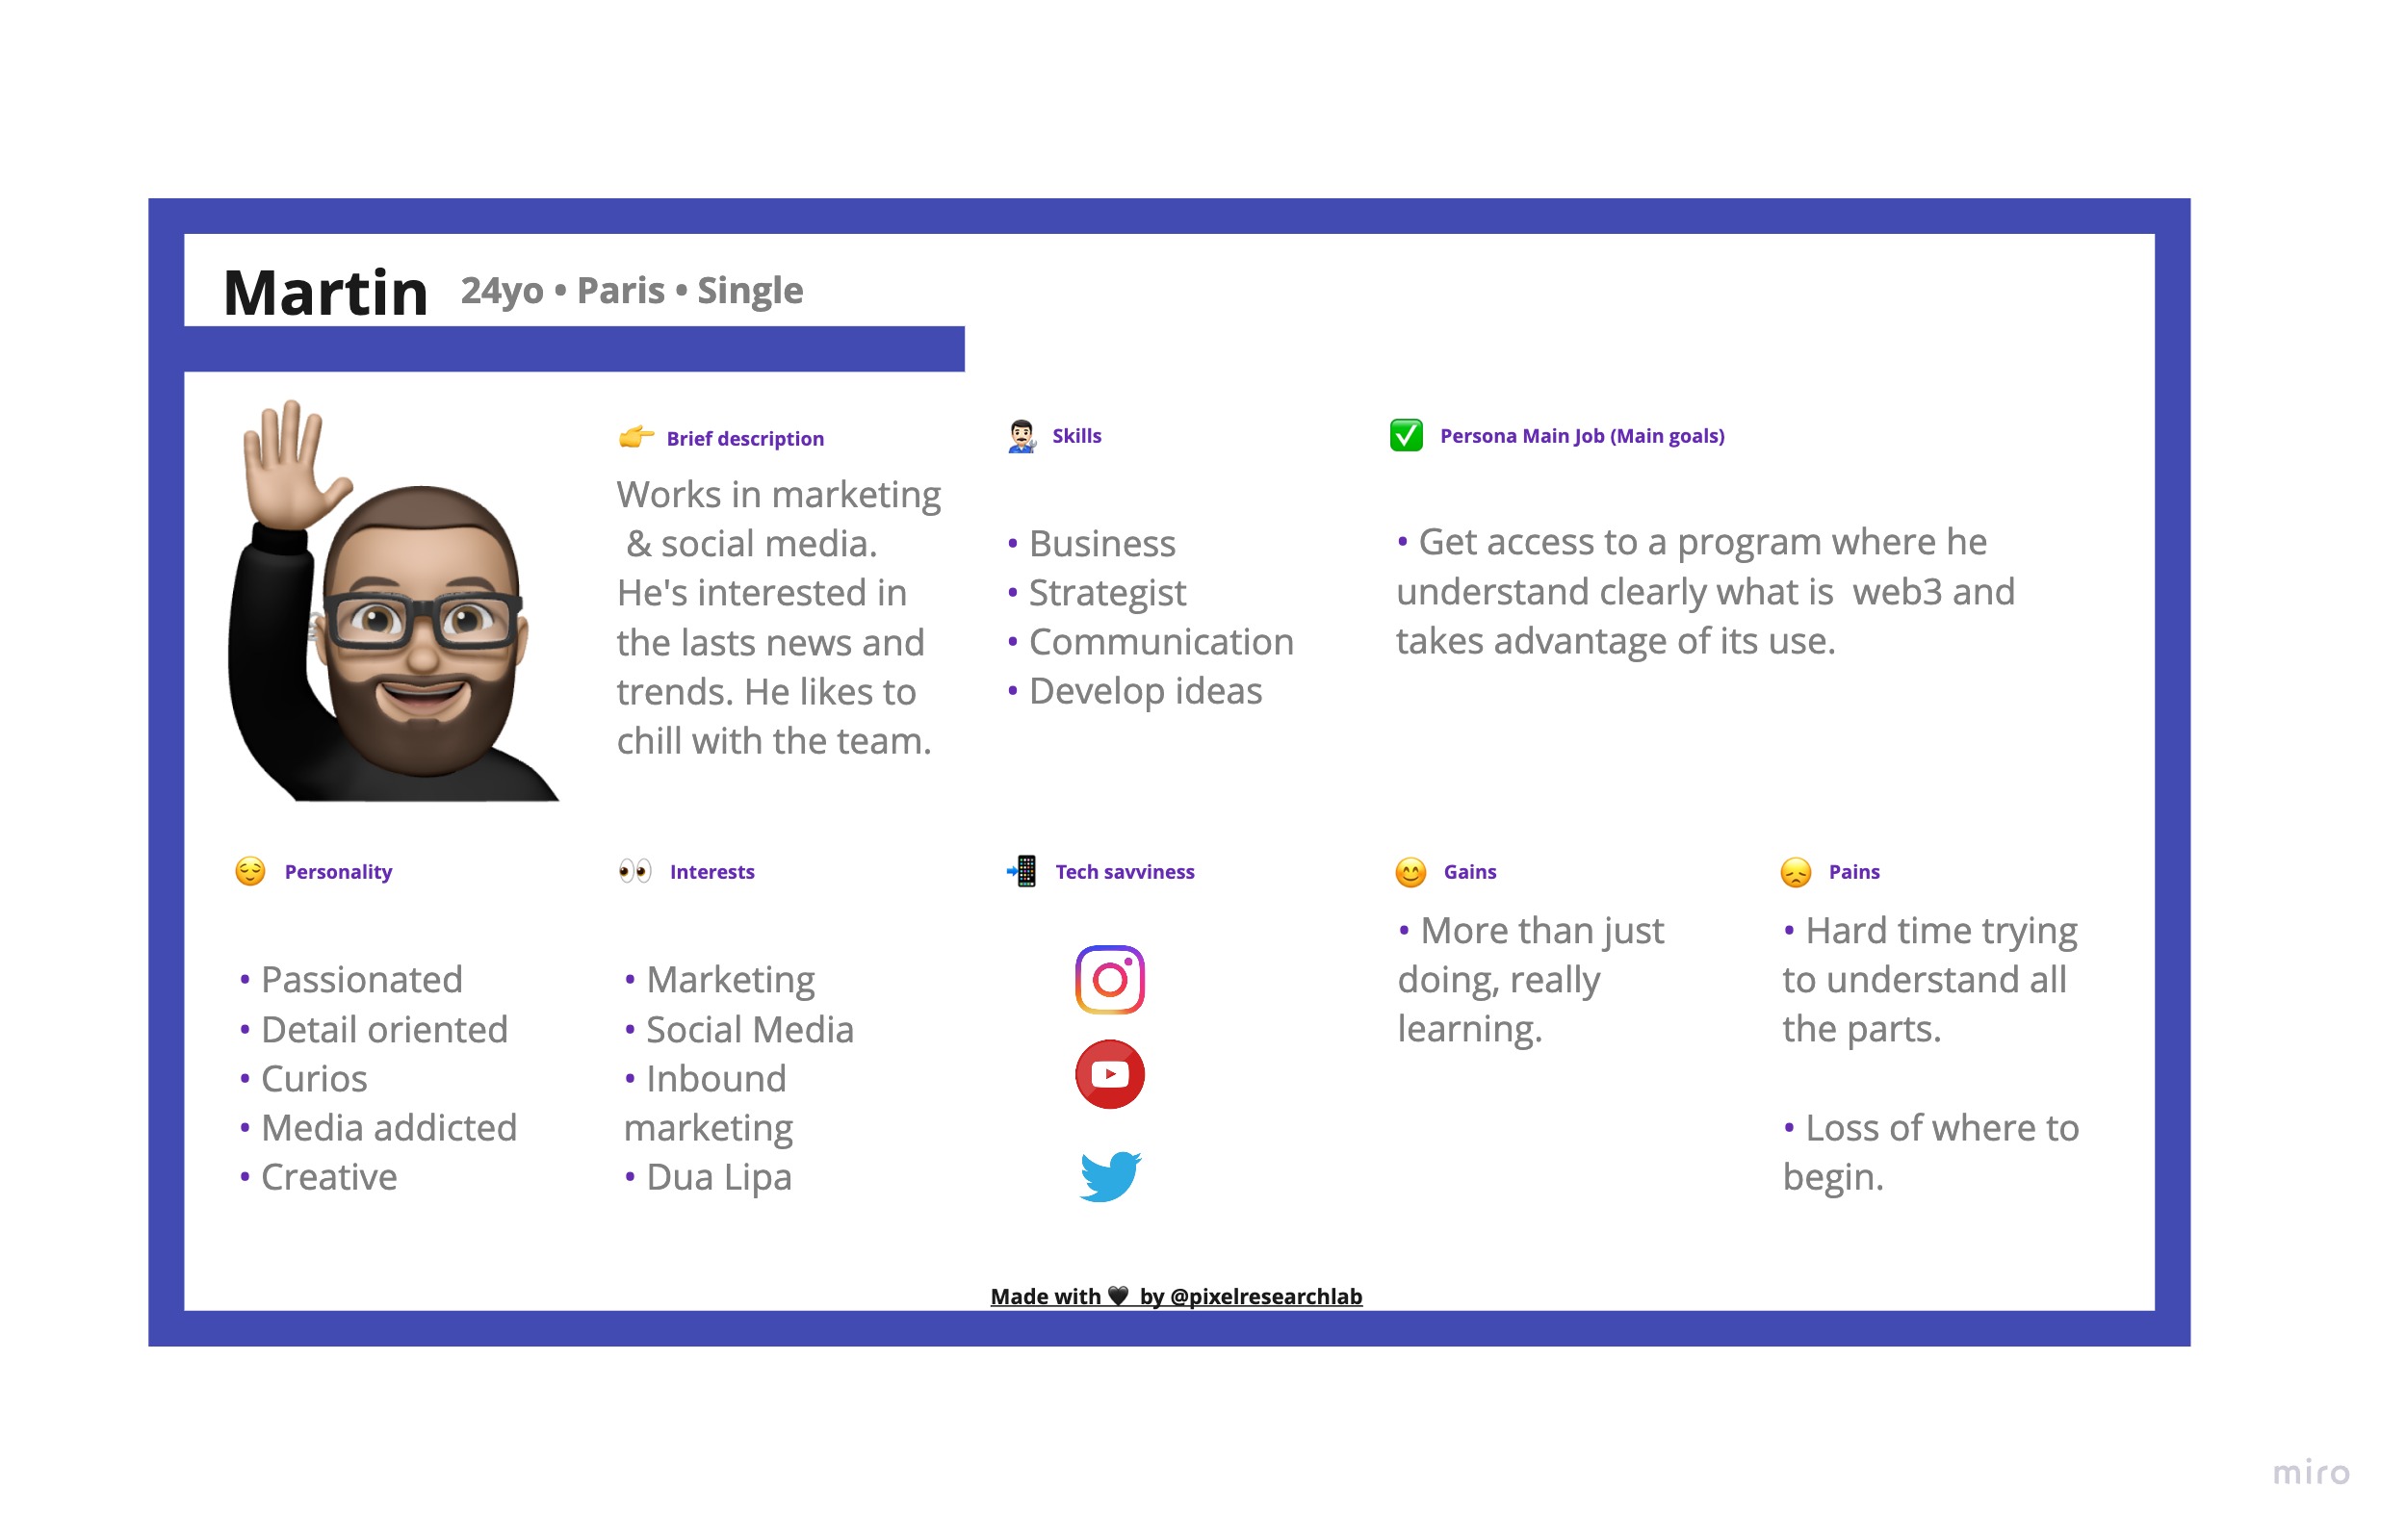 Martin 24yo • Paris • Single
Brief description
Works in marketing
& social media.
He's interested in
the lasts news and
trends. He likes to
chill with the team.
Skills
• Business
• Strategist
• Communication
• Develop ideas
Persona Main Job (Main goals)
• Get access to a program where he
understand clearly what is  web3 and
takes advantage of its use.
Personality
• Passionated
• Detail oriented
• Curios
• Media addicted
• Creative
Interests
• Marketing
• Social Media
• Inbound
marketing
• Dua Lipa
Tech savviness
Gains
• More than just
doing, really
learning.
Pains
• Hard time trying
to understand all
the parts.
• Loss of where to
begin.
Made with 🖤 by @pixelresearchlab
miro